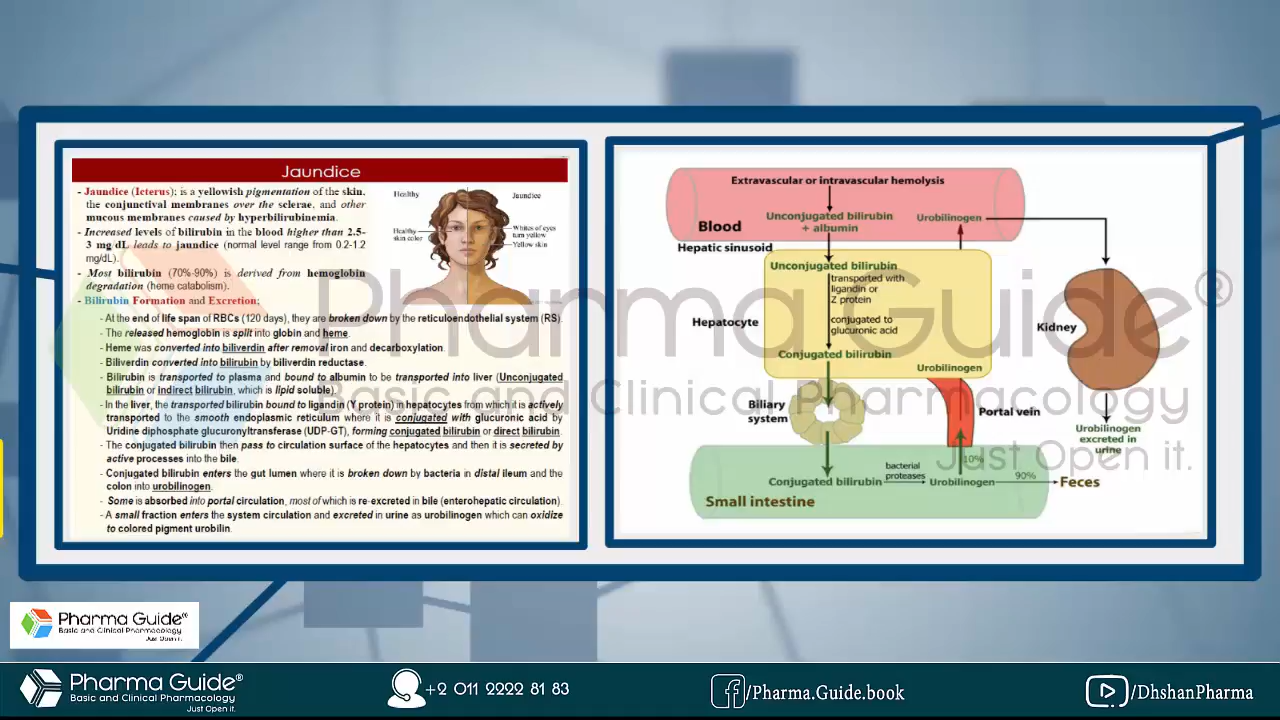 Jaundice
- Jaundice (Icterus); is a yellowish pigmentation of the skin,
the conjunctival membranes over the sclerae, and other
mucous membranes caused by hyperbilirubinemia.
- Increased levels of bilirubin in the blood higher than 2.5-
3 mg dL leads to jaundice (normal level range from 0.2-1.2
mg/dL).
- Most bilirubin (70%-90%) is derived from hemoglobin
degradation (heme catabolism).
- Bilirubin Formation and Excretion:
Healthy
Jaundice
Healthy
skin color
Whites of eyes
turn yellow
Yellow skin
- At the end of life span of RBCs (120 days), they are broken down by the reticuloendothelial system (RS).
- The released hemoglobin is split into globin and heme.
- Heme was converted into biliverdin after removal iron and decarboxylation.
- Biliverdin converted into bilirubin by biliverdin reductase.
- Bilirubin is transported to plasma and bound to albumin to be transported into liver (Unconjugated
bilirubin or indirect bilirubin, which is lipid soluble).
- In the liver, the transported bilirubin bound to ligandin (Y protein) in hepatocytes from which it is actively
transported to the smooth endoplasmic reticulum where it is conjugated with glucuronic acid by
Uridine diphosphate glucuronyltransferase (UDP-GT), forming conjugated bilirubin or direct bilirubin.
- The conjugated bilirubin then pass to circulation surface of the hepatocytes and then it is secreted by
active processes into the bile.
- Conjugated bilirubin enters the gut lumen where it is broken down by bacteria in distal ileum and the
colon into urobilinogen.
- Some is absorbed into portal circulation, most of which is re-excreted in bile (enterohepatic circulation).
- A small fraction enters the system circulation and excreted in urine as urobilinogen which can oxidize
to colored pigment urobilin.
Extravascular or intravascular hemolysis
Blood
Unconjugated bilirubin
+ albumin
Urobilinogen
Hepatic sinusoid
Unconjugated bilirubin
transported with
ligandin or
Z protein
Hepatocyte
conjugated to
glucuronic acid
Conjugated bilirubin
Urobilinogen
Kidney
Biliary
system
Portal vein
Urobilinogen
excreted in
urine
10%
Conjugated bilirubin
bacterial
proteases
Urobilinogen
90%
Feces
Small intestine
Pharma Guide®
Basic and Clinical Pharmacology
Just Open it.
Pharma Guide®
Basic and Clinical Pharmacology
Just Open it.
Pharma Guide®
Basic and Clinical Pharmacology
Just Open it.
+2 011 2222 81 83
/Pharma.Guide.book
/DhshanPharma